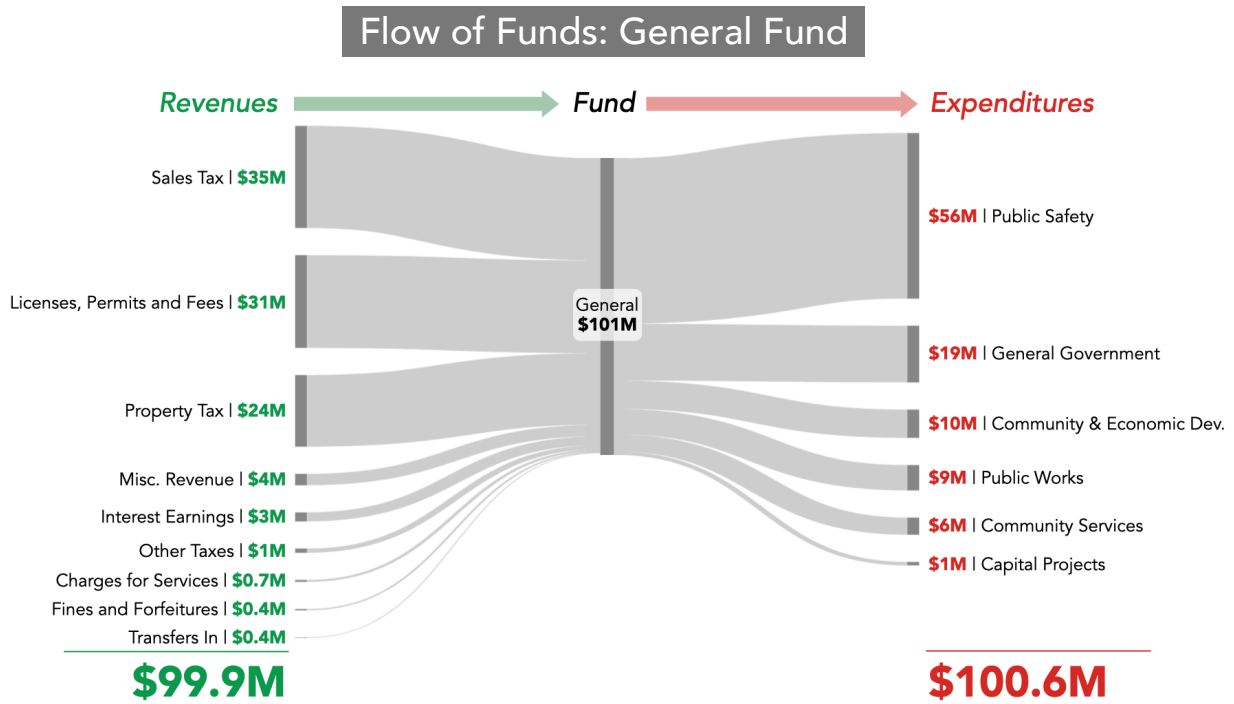 Flow of Funds: General Fund
Revenues
Fund
Expenditures
Sales Tax | $35M
Licenses, Permits and Fees | $31M
Property Tax | $24M
Misc. Revenue | $4M
Interest Earnings | $3M
Other Taxes | $1M
Charges for Services | $0.7M
Fines and Forfeitures | $0.4M
Transfers In | $0.4M
$99.9M
General
$101M
$56M | Public Safety
$19M | General Government
$10M | Community & Economic Dev.
$9M | Public Works
$6M | Community Services
$1M | Capital Projects
$100.6M